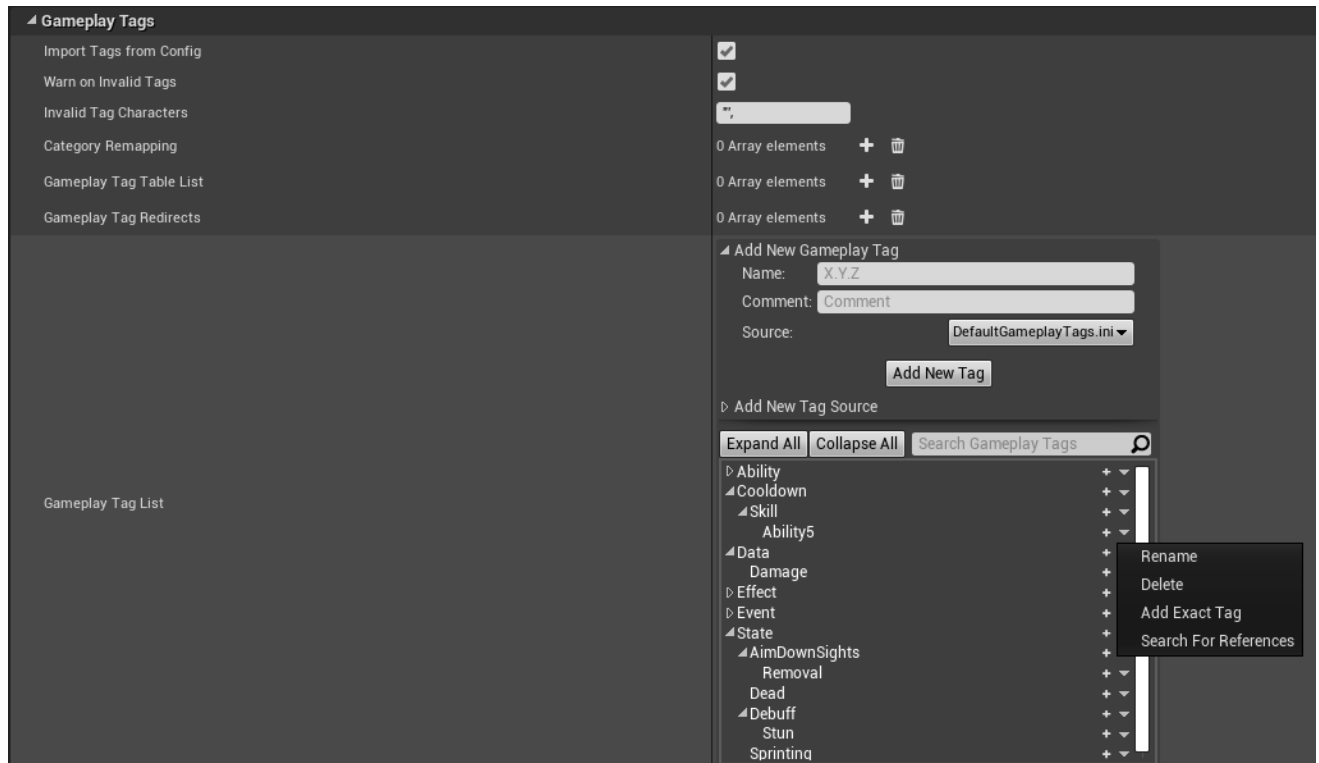 Gameplay Tags
Import Tags from Config
Warn on Invalid Tags
Invalid Tag Characters "',
Category Remapping 0 Array elements
Gameplay Tag Table List 0 Array elements
Gameplay Tag Redirects 0 Array elements
Gameplay Tag List
Add New Gameplay Tag
Name: X.Y.Z
Comment: Comment
Source: DefaultGameplayTags.ini
Add New Tag
Add New Tag Source
Expand All Collapse All Search Gameplay Tags
Ability
Cooldown
Skill
Ability5
Data
Damage
Effect
Event
State
AimDownSights
Removal
Dead
Debuff
Stun
Sprinting
Rename
Delete
Add Exact Tag
Search For References